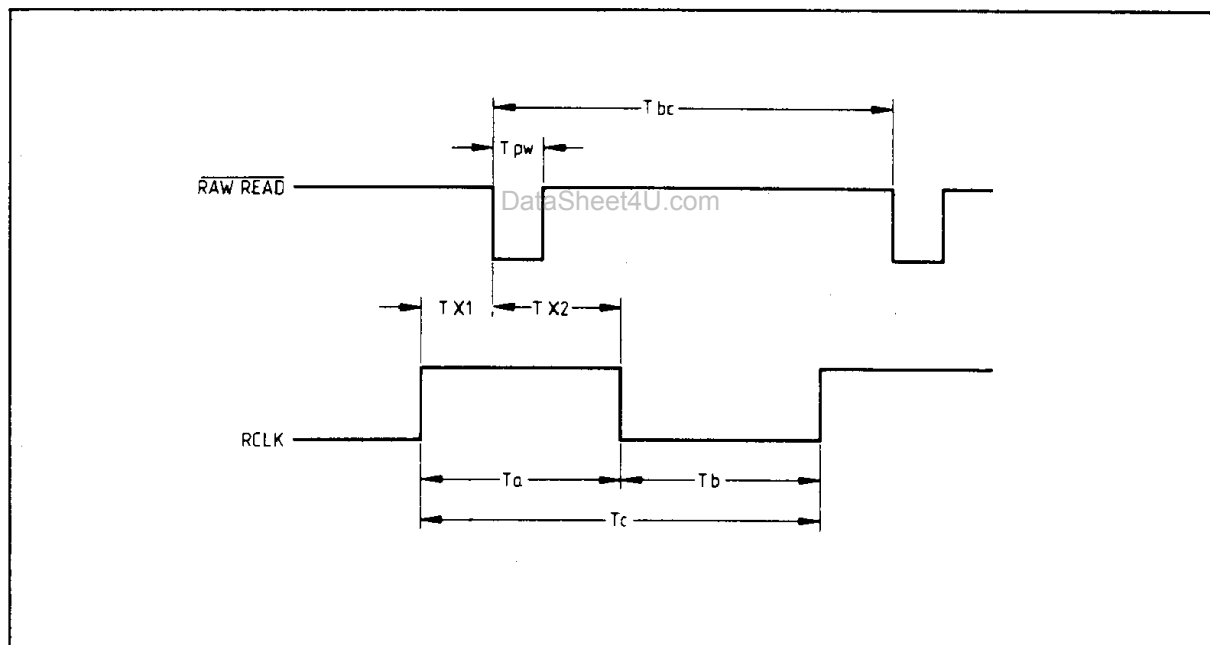 T bc
T pw
RAW READ
DataSheet4U.com
T X1
T X2
RCLK
Ta
Tb
Tc